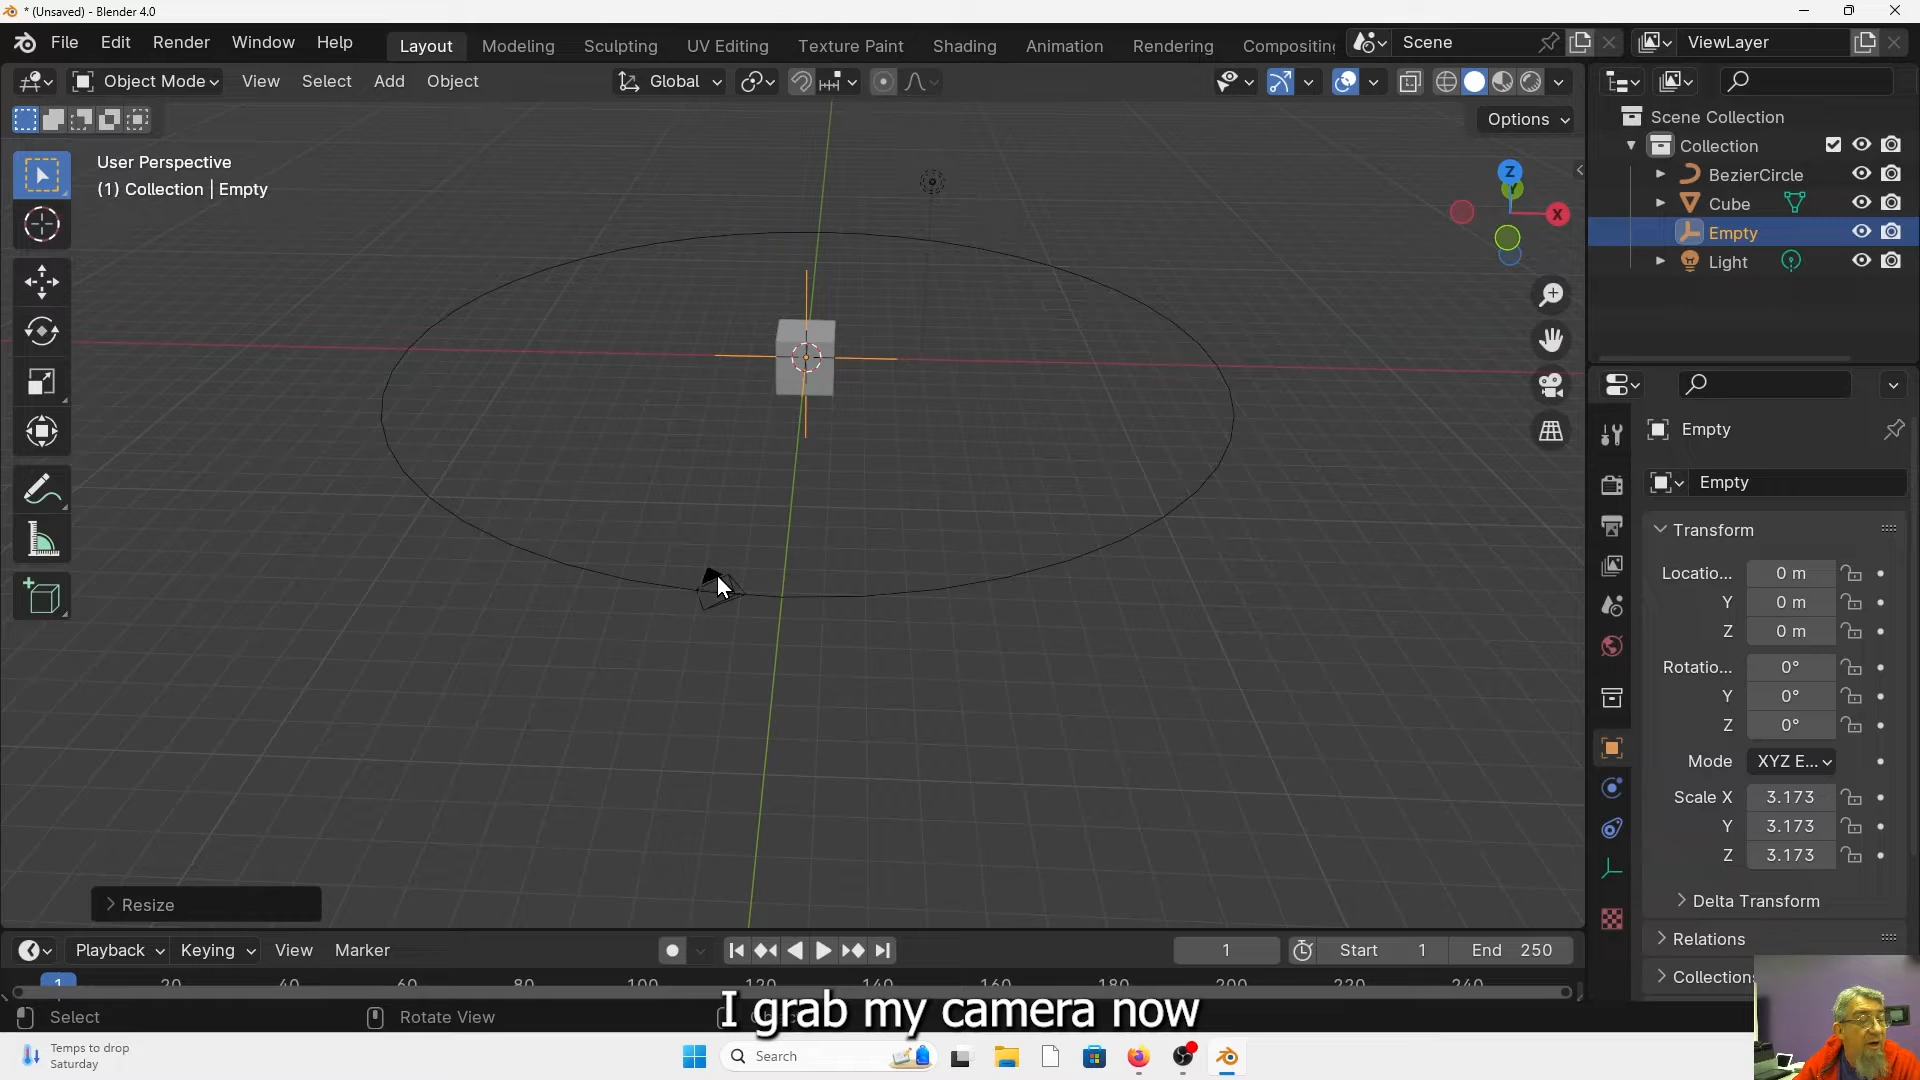 * (Unsaved) - Blender 4.0
File Edit Render Window Help Layout Modeling Sculpting UV Editing Texture Paint Shading Animation Rendering Compositing Scene ViewLayer
Object Mode View Select Add Object Global
Options
User Perspective
(1) Collection | Empty
Z
Y
X
Scene Collection
Collection
BezierCircle
Cube
Empty
Light
Empty
Empty
Transform
Locatio... 0 m
Y 0 m
Z 0 m
Rotatio... 0°
Y 0°
Z 0°
Mode XYZ E...
Scale X 3.173
Y 3.173
Z 3.173
Delta Transform
Relations
Collections
Resize
Playback Keying View Marker 1 Start 1 End 250
1 20 40 60 80 100 120 140 160 180 200 220 240
Select Rotate View
I grab my camera now
Temps to drop
Saturday
Search